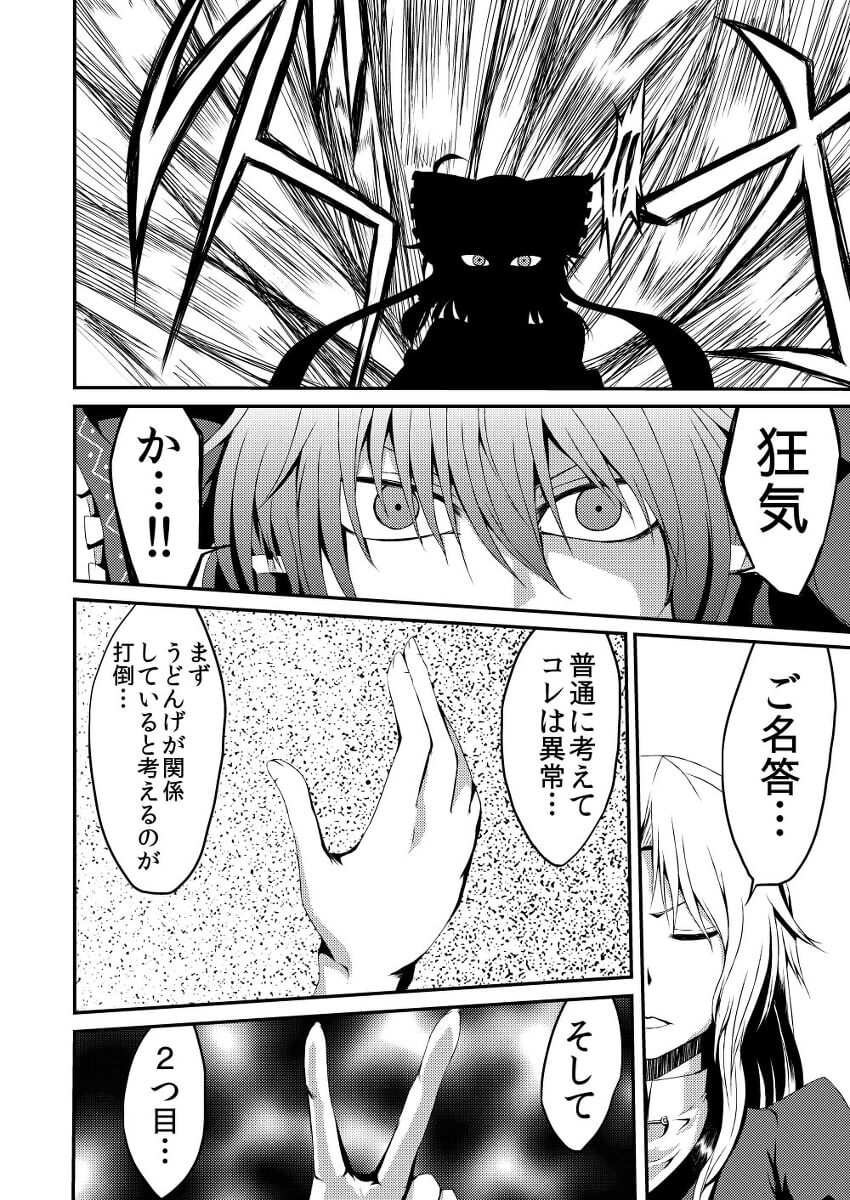 狂気
か…!!
ご名答…
普通に考えて
コレは異常…
まず
うどんげが関係
していると考えるのが
打倒…
そして
2つ目…